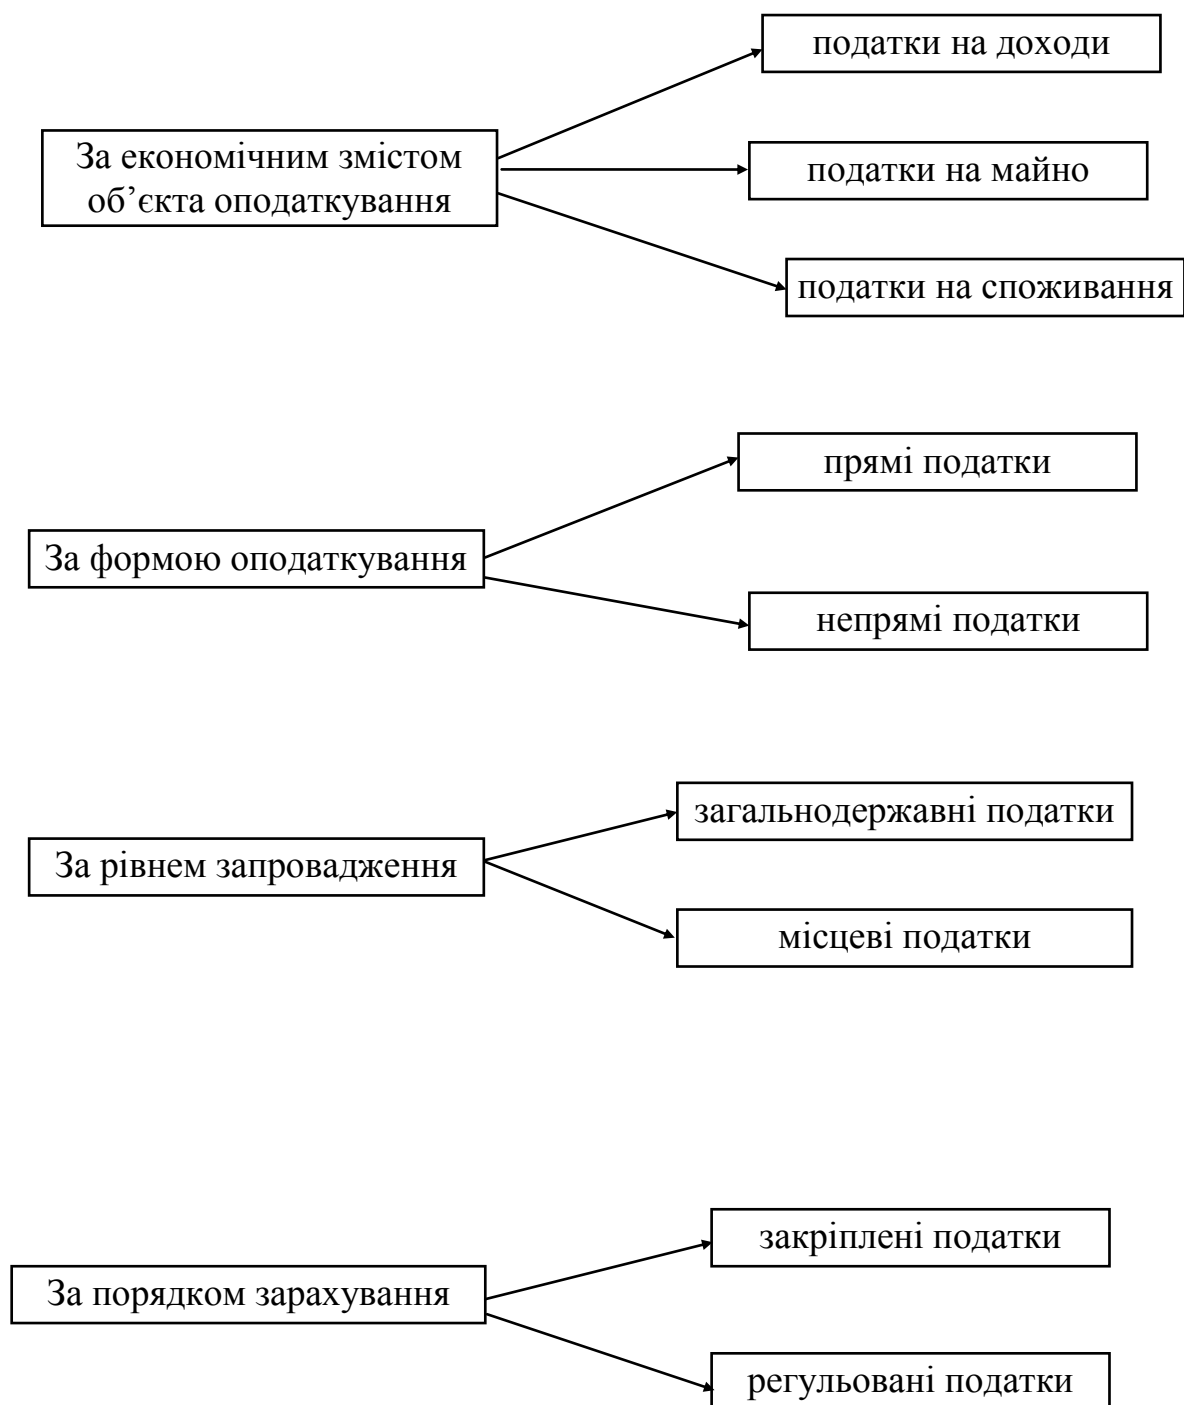 податки на доходи
За економічним змістом
об’єкта оподаткування
податки на майно
податки на споживання
прямі податки
За формою оподаткування
непрямі податки
загальнодержавні податки
За рівнем запровадження
місцеві податки
закріплені податки
За порядком зарахування
регульовані податки